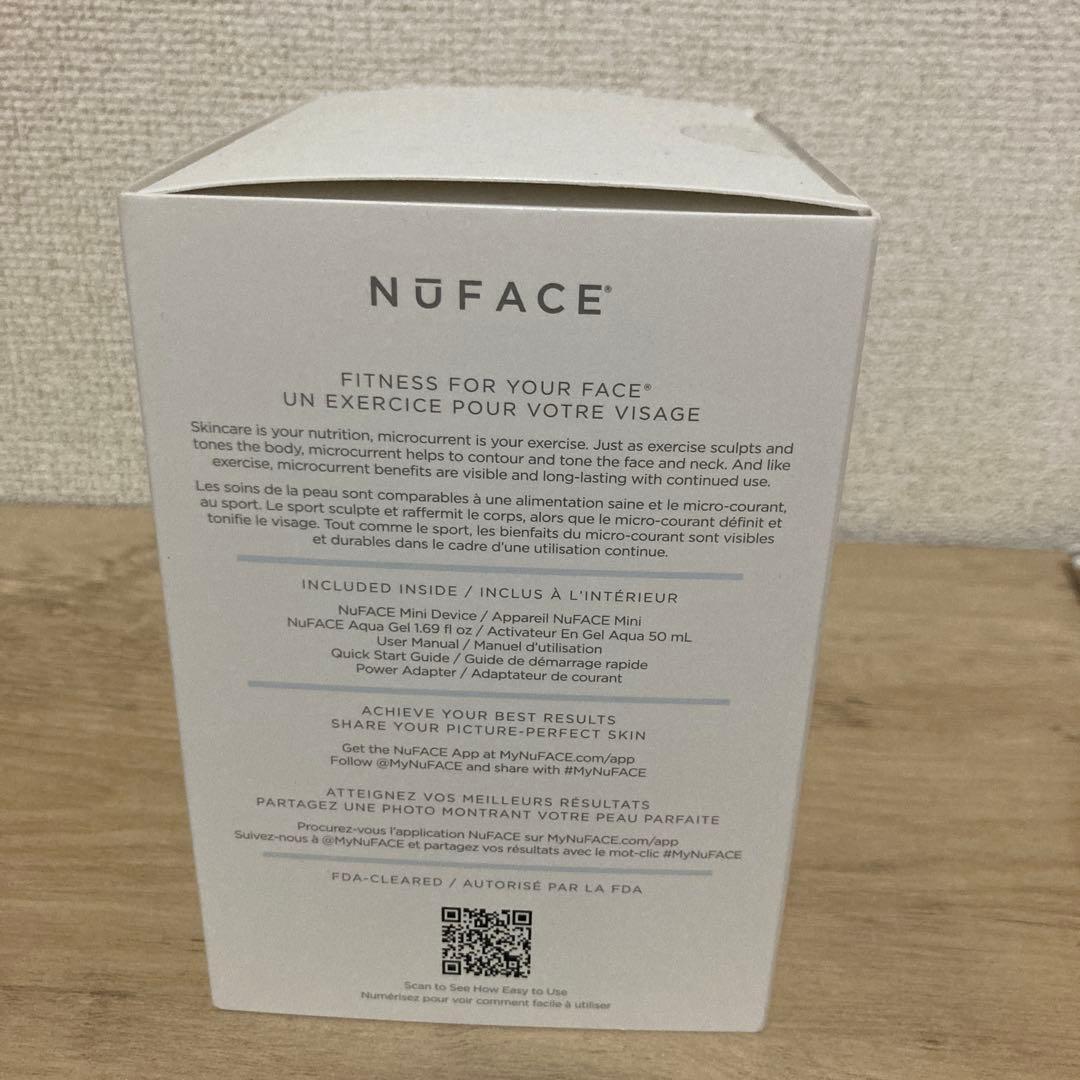 NūFACE®
FITNESS FOR YOUR FACE®
UN EXERCICE POUR VOTRE VISAGE
Skincare is your nutrition, microcurrent is your exercise. Just as exercise sculpts and
tones the body, microcurrent helps to contour and tone the face and neck. And like
exercise, microcurrent benefits are visible and long-lasting with continued use.
Les soins de la peau sont comparables à une alimentation saine et le micro-courant,
au sport. Le sport sculpte et raffermit le corps, alors que le micro-courant définit et
tonifie le visage. Tout comme le sport, les bienfaits du micro-courant sont visibles
et durables dans le cadre d'une utilisation continue.
INCLUDED INSIDE / INCLUS À L'INTÉRIEUR
NuFACE Mini Device / Appareil NuFACE Mini
NuFACE Aqua Gel 1.69 fl oz / Activateur En Gel Aqua 50 mL
User Manual / Manuel d'utilisation
Quick Start Guide / Guide de démarrage rapide
Power Adapter / Adaptateur de courant
ACHIEVE YOUR BEST RESULTS
SHARE YOUR PICTURE-PERFECT SKIN
Get the NuFACE App at MyNuFACE.com/app
Follow @MyNuFACE and share with #MyNuFACE
ATTEIGNEZ VOS MEILLEURS RÉSULTATS
PARTAGEZ UNE PHOTO MONTRANT VOTRE PEAU PARFAITE
Procurez-vous l'application NuFACE sur MyNuFACE.com/app
Suivez-nous à @MyNuFACE et partagez vos résultats avec le mot-clic #MyNuFACE
FDA-CLEARED / AUTORISÉ PAR LA FDA
Scan to See How Easy to Use
Numérisez pour voir comment facile à utiliser